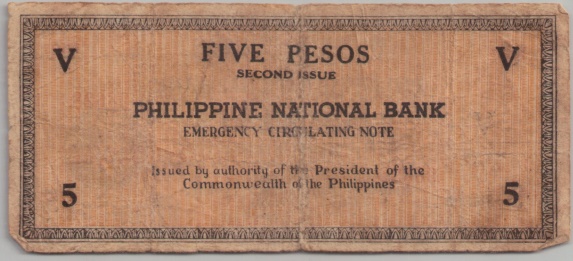 V FIVE PESOS V
SECOND ISSUE
PHILIPPINE NATIONAL BANK
EMERGENCY CIRCULATING NOTE
Issued by authority of the President of the
Commonwealth of the Philippines
5 5